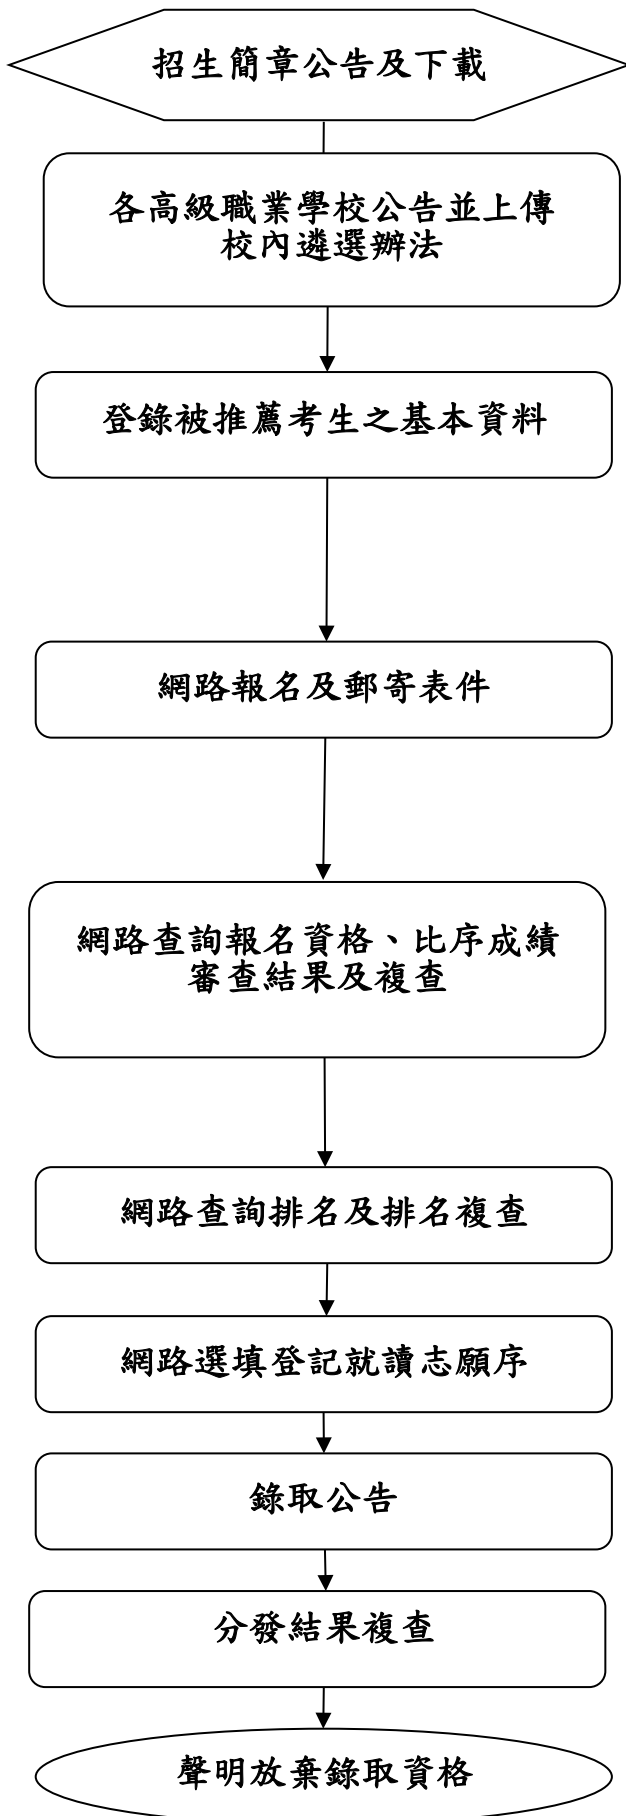 招生簡章公告及下載
各高級職業學校公告並上傳
校內遴選辦法
登錄被推薦考生之基本資料
網路報名及郵寄表件
網路查詢報名資格、比序成績
審查結果及複查
網路查詢排名及排名複查
網路選填登記就讀志願序
錄取公告
分發結果複查
聲明放棄錄取資格